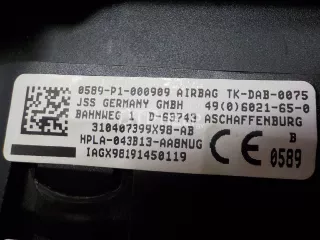 0589-P1-000909 AIRBAG TK-DAB-0075
JSS GERMANY GMBH 49(0)6021-65-0
BAHNWEG 1 D-63743 ASCHAFFENBURG
310407399X98-AB
HPLA-043B13-AA8NUG
IAGX98191450119
CE
B
0589